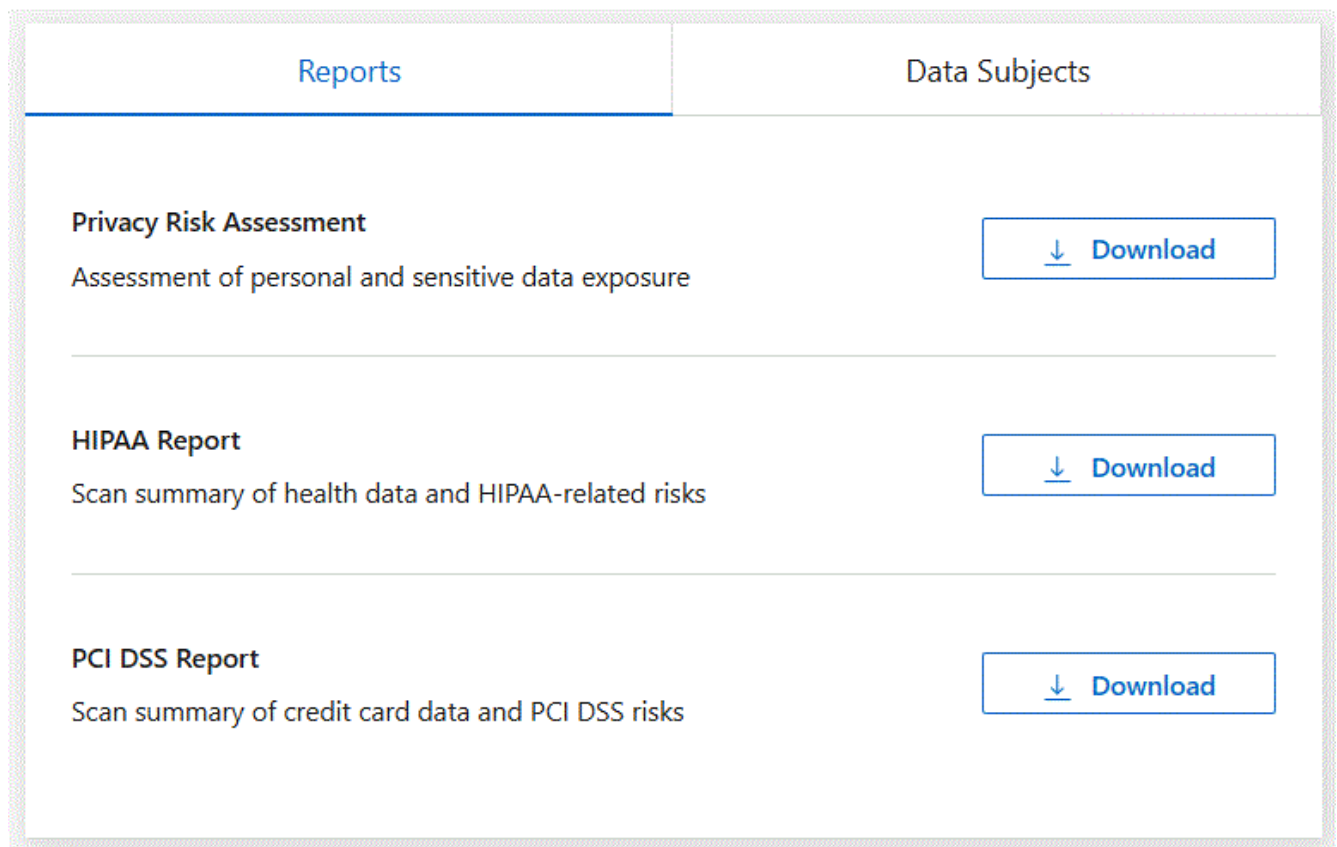 Reports
Data Subjects
Privacy Risk Assessment
Assessment of personal and sensitive data exposure
Download
HIPAA Report
Scan summary of health data and HIPAA-related risks
Download
PCI DSS Report
Scan summary of credit card data and PCI DSS risks
Download